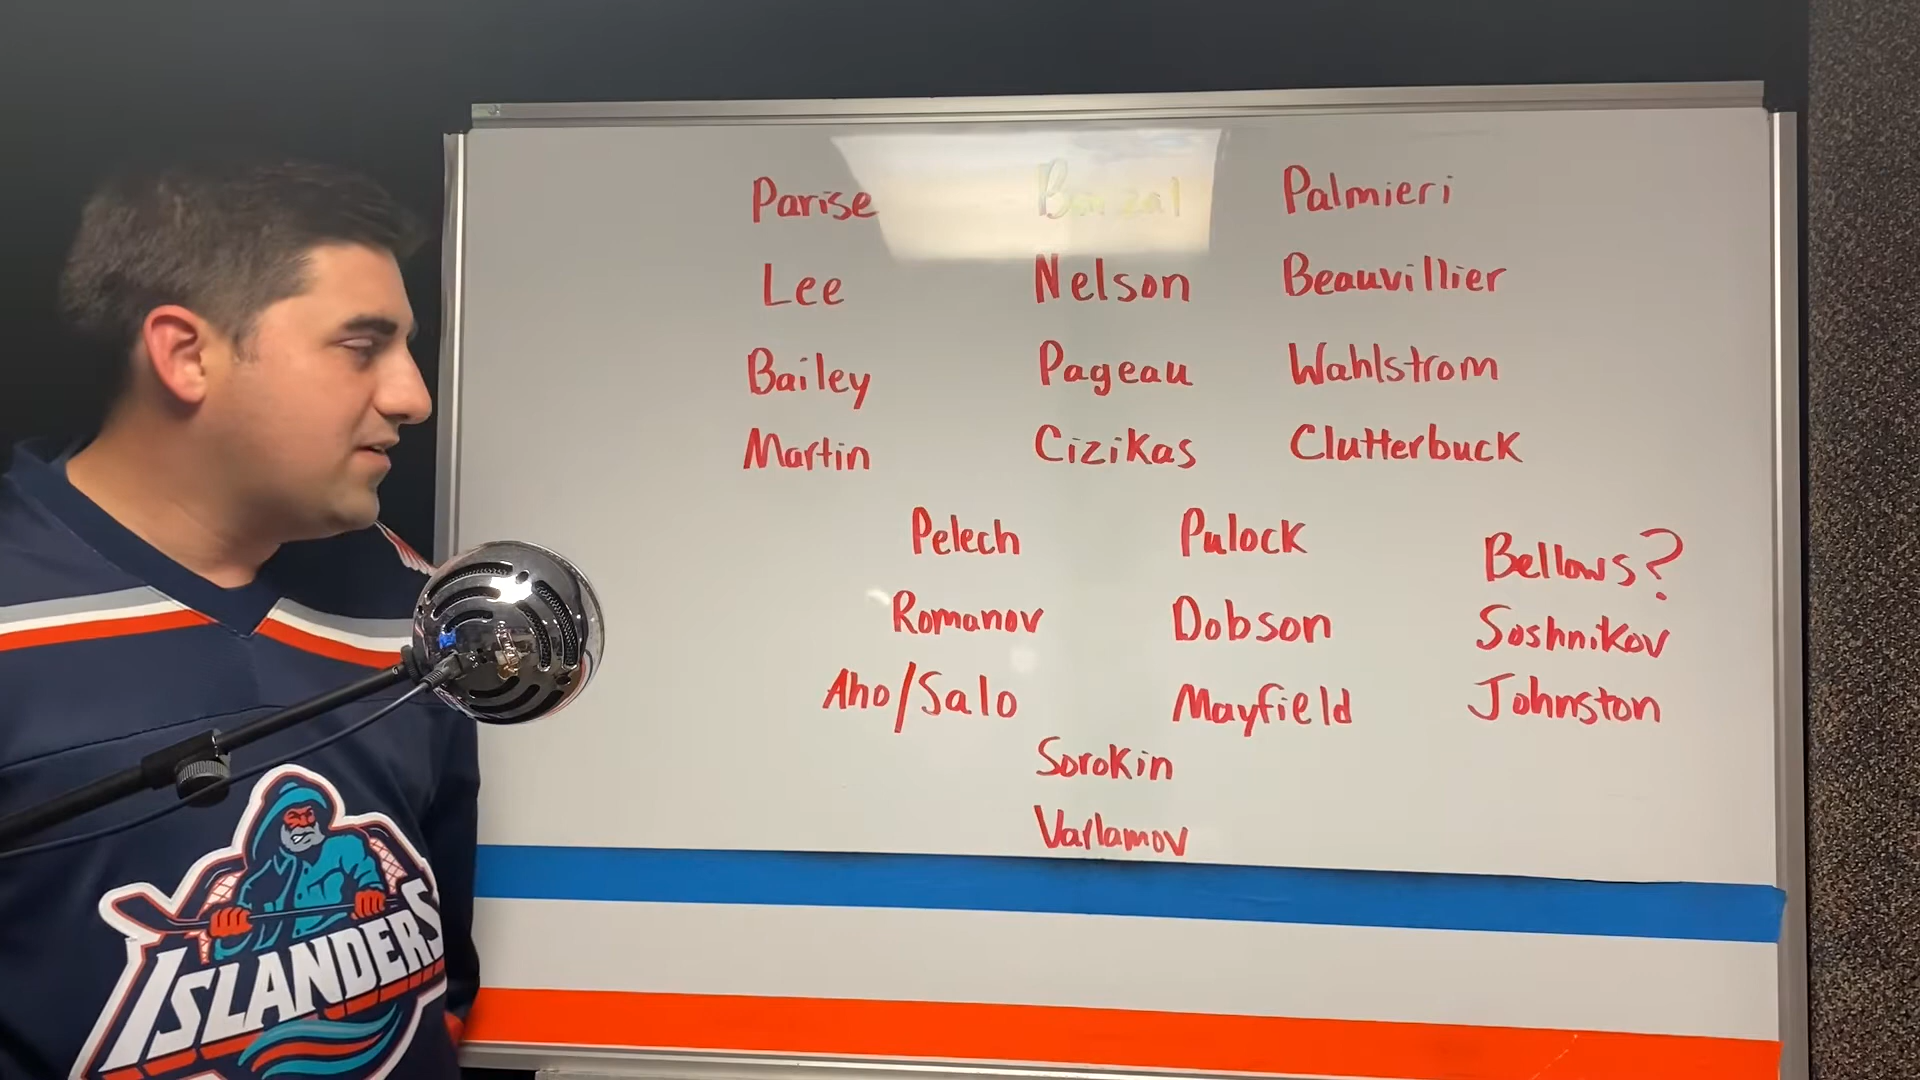 Parise Barzal Palmieri
Lee Nelson Beauvillier
Bailey Pageau Wahlstrom
Martin Cizikas Clutterbuck
Pelech Pulock Bellows?
Romanov Dobson Soshnikov
Aho/Salo Mayfield Johnston
Sorokin
Varlamov
ISLANDERS